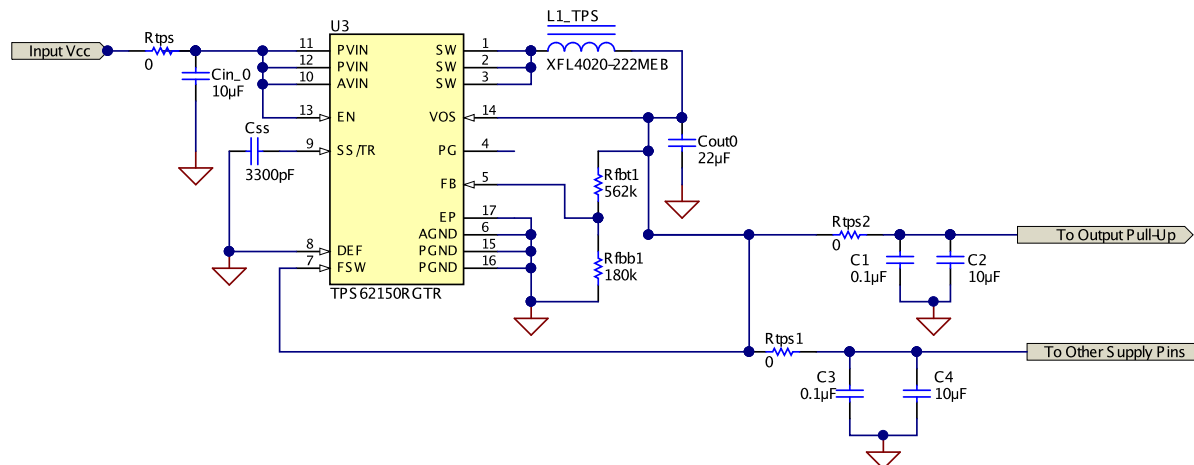 L1_TPS
U3
Input Vcc
Rtps
0
11
PVIN
SW
1
12
PVIN
SW
2
10
AVIN
SW
3
XFL4020-222MEB
Cin_0
10µF
13
EN
VOS
14
Css
3300pF
9
SS/TR
PG
4
Cout0
22µF
FB
5
Rfbt1
562k
EP
17
AGND
6
8
DEF
PGND
15
7
FSW
PGND
16
Rfbb1
180k
TPS62150RGTR
Rtps2
0
To Output Pull-Up
C1
0.1µF
C2
10µF
Rtps1
0
To Other Supply Pins
C3
0.1µF
C4
10µF